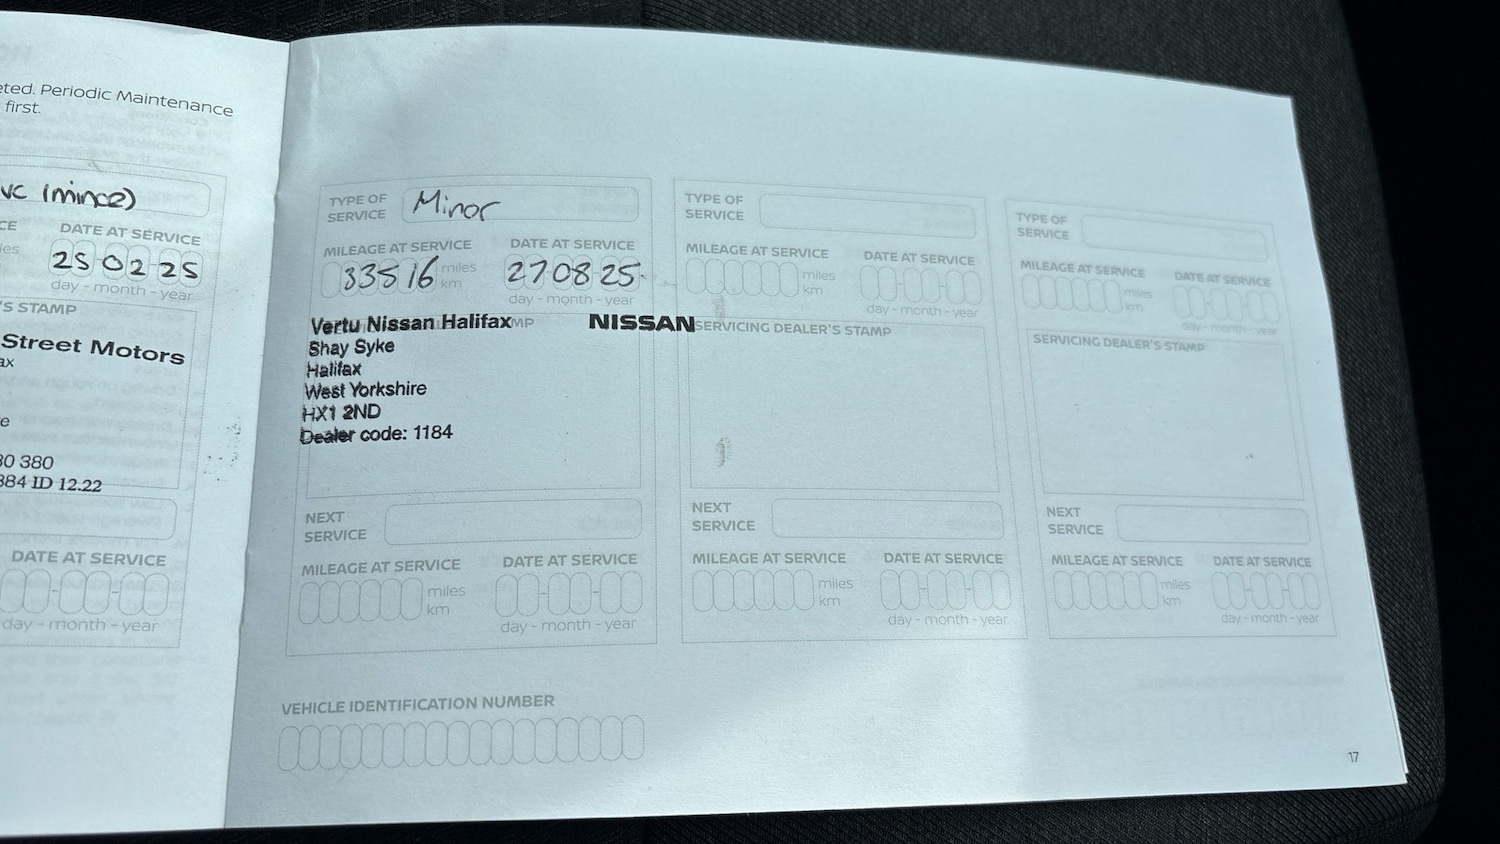 eted. Periodic Maintenance
first.
vc (minor)
CE
DATE AT SERVICE
les
25 02 25
day - month - year
'S STAMP
Street Motors
ax
e
30 380
384 ID 12.22
DATE AT SERVICE
day - month - year
TYPE OF
SERVICE
Minor
MILEAGE AT SERVICE
DATE AT SERVICE
33516
miles
km
27 08 25
day - month - year
MP
Vertu Nissan Halifax
NISSAN
Shay Syke
Halifax
West Yorkshire
HX1 2ND
Dealer code: 1184
NEXT
SERVICE
MILEAGE AT SERVICE
DATE AT SERVICE
miles
km
day - month - year
TYPE OF
SERVICE
MILEAGE AT SERVICE
DATE AT SERVICE
miles
km
day - month - year
SERVICING DEALER'S STAMP
NEXT
SERVICE
MILEAGE AT SERVICE
DATE AT SERVICE
miles
km
day - month - year
TYPE OF
SERVICE
MILEAGE AT SERVICE
DATE AT SERVICE
miles
km
day - month - year
SERVICING DEALER'S STAMP
NEXT
SERVICE
MILEAGE AT SERVICE
DATE AT SERVICE
miles
km
day - month - year
VEHICLE IDENTIFICATION NUMBER
17